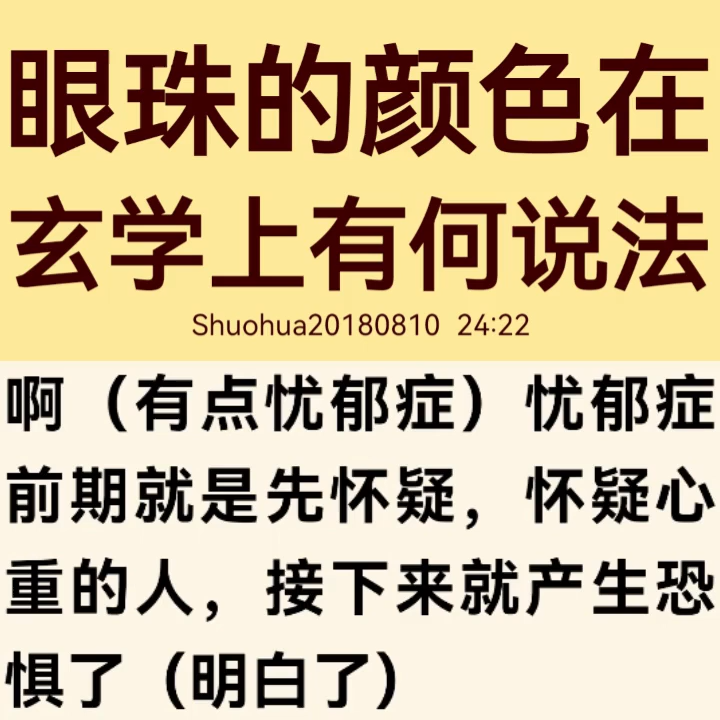 眼珠的颜色在
玄学上有何说法
Shuohua20180810 24:22
啊（有点忧郁症）忧郁症
前期就是先怀疑，怀疑心
重的人，接下来就产生恐
惧了（明白了）